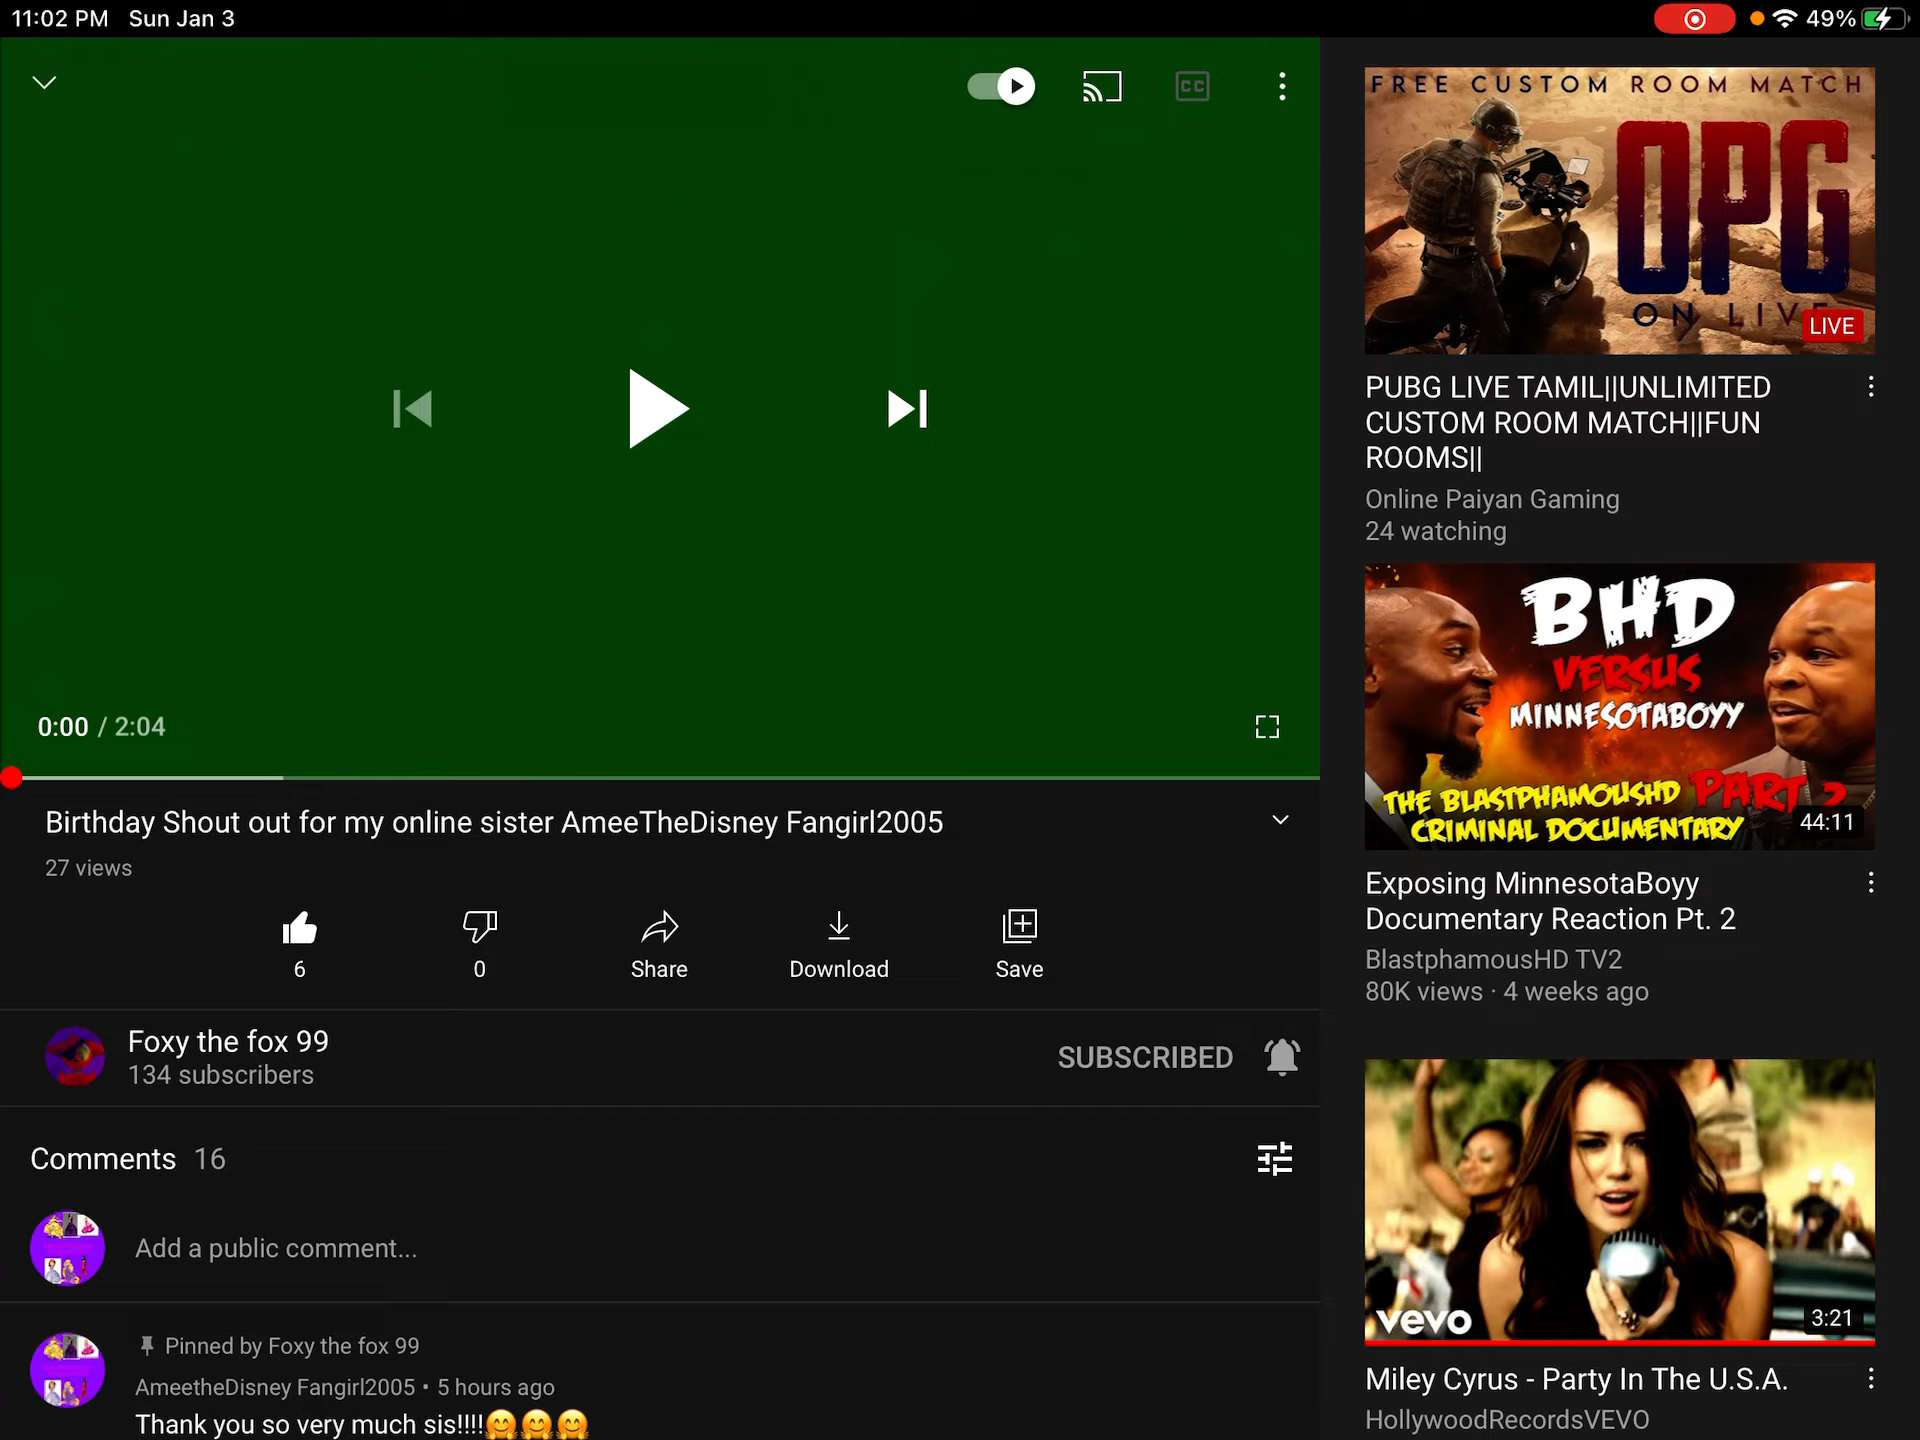 11:02 PM Sun Jan 3
49%
CC
0:00 / 2:04
Birthday Shout out for my online sister AmeeTheDisney Fangirl2005
27 views
6
0
Share
Download
Save
Foxy the fox 99
134 subscribers
SUBSCRIBED
Comments 16
Add a public comment...
Pinned by Foxy the fox 99
AmeetheDisney Fangirl2005 • 5 hours ago
Thank you so very much sis!!!!🤗🤗🤗
FREE CUSTOM ROOM MATCH
OPG
ON LIVE
LIVE
PUBG LIVE TAMIL||UNLIMITED
CUSTOM ROOM MATCH||FUN
ROOMS||
Online Paiyan Gaming
24 watching
BHD
VERSUS
MINNESOTABOYY
THE BLASTPHAMOUSHD PART 2
CRIMINAL DOCUMENTARY
44:11
Exposing MinnesotaBoyy
Documentary Reaction Pt. 2
BlastphamousHD TV2
80K views · 4 weeks ago
vevo
3:21
Miley Cyrus - Party In The U.S.A.
HollywoodRecordsVEVO